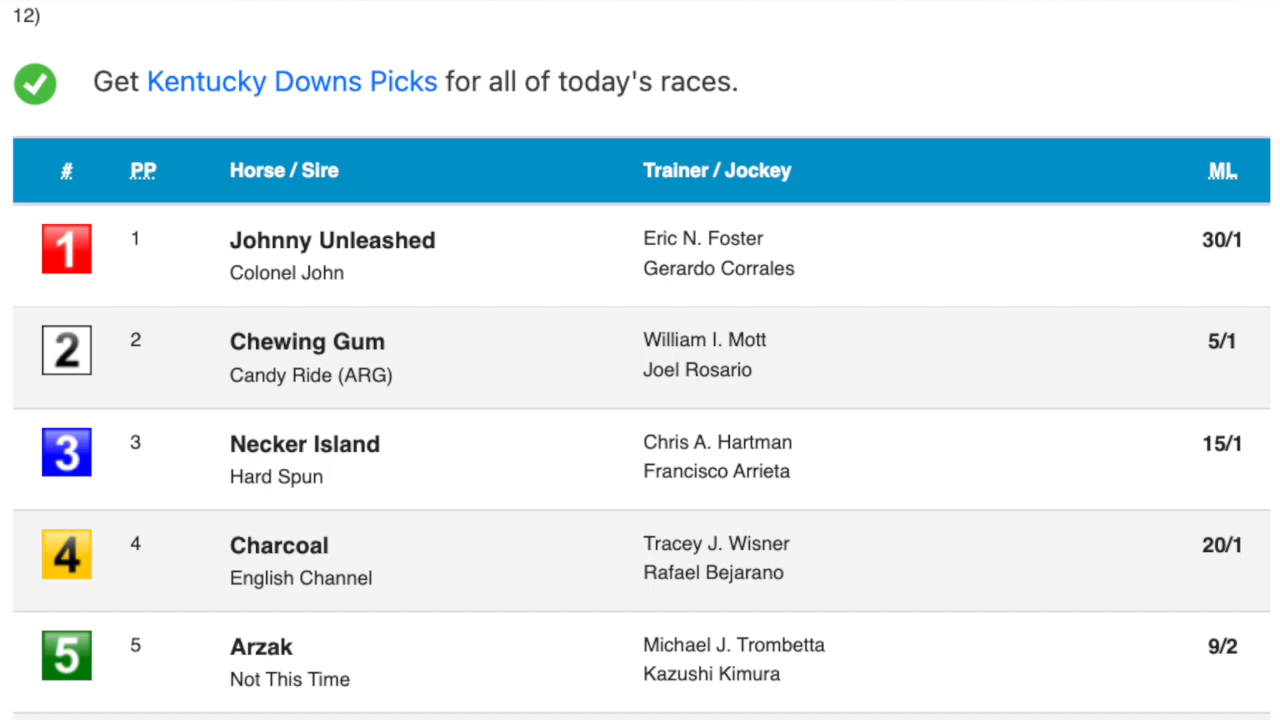 12)
Get Kentucky Downs Picks for all of today's races.
# PP Horse / Sire Trainer / Jockey ML
1 1 Johnny Unleashed Eric N. Foster 30/1
Colonel John Gerardo Corrales
2 2 Chewing Gum William I. Mott 5/1
Candy Ride (ARG) Joel Rosario
3 3 Necker Island Chris A. Hartman 15/1
Hard Spun Francisco Arrieta
4 4 Charcoal Tracey J. Wisner 20/1
English Channel Rafael Bejarano
5 5 Arzak Michael J. Trombetta 9/2
Not This Time Kazushi Kimura